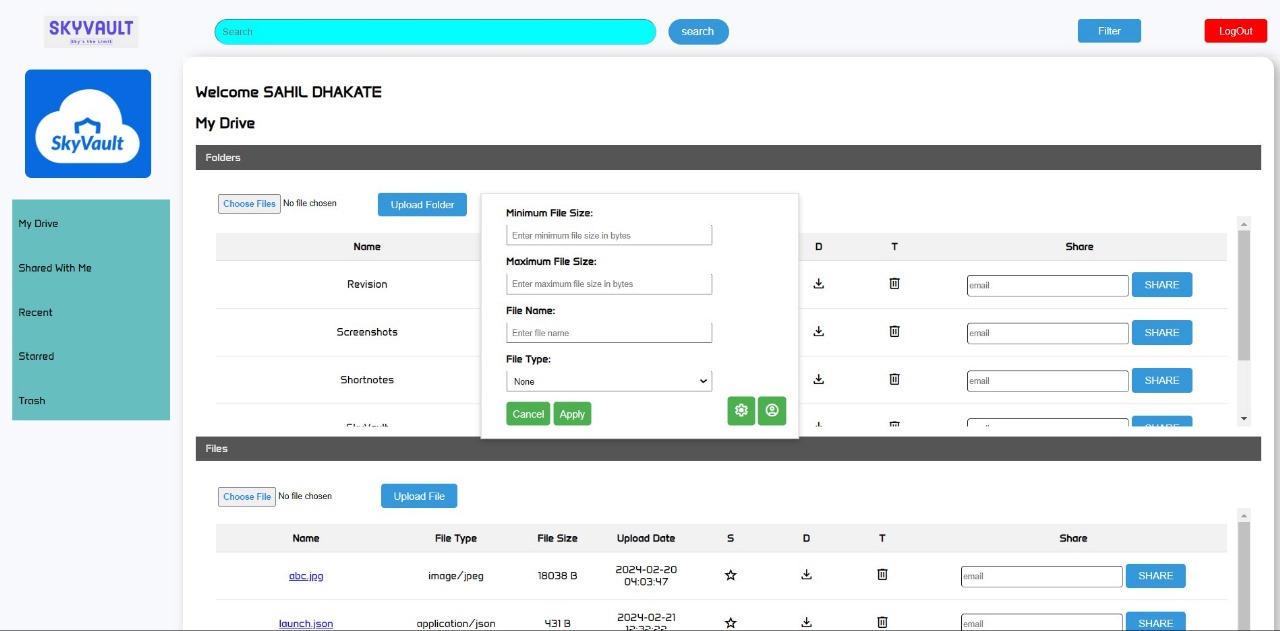 SKYVAULT
Sky's the Limit
Search
search
Filter
LogOut
SkyVault
My Drive
Shared With Me
Recent
Starred
Trash
Welcome SAHIL DHAKATE
My Drive
Folders
Choose Files No file chosen
Upload Folder
Name D T Share
Revision email SHARE
Screenshots email SHARE
Shortnotes email SHARE
SkyVault email SHARE
Minimum File Size:
Enter minimum file size in bytes
Maximum File Size:
Enter maximum file size in bytes
File Name:
Enter file name
File Type:
None
Cancel Apply
Files
Choose File No file chosen
Upload File
Name File Type File Size Upload Date S D T Share
abc.jpg image/jpeg 18038 B 2024-02-20 04:03:47 email SHARE
launch.json application/json 431 B 2024-02-21 email SHARE